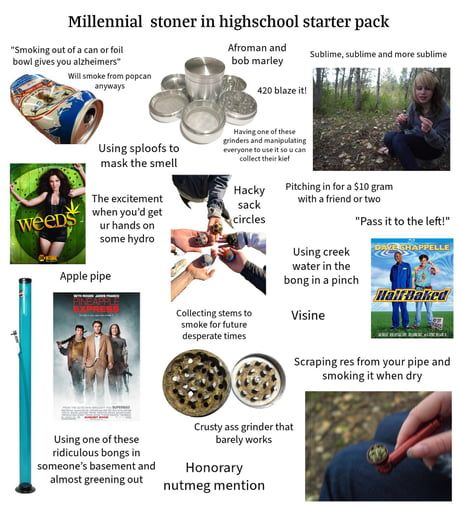 Millennial stoner in highschool starter pack
"Smoking out of a can or foil
bowl gives you alzheimers"
Will smoke from popcan
anyways
Afroman and
bob marley
420 blaze it!
Sublime, sublime and more sublime
Having one of these
grinders and manipulating
everyone to use it so u can
collect their kief
Using sploofs to
mask the smell
WEEDS
The excitement
when you'd get
ur hands on
some hydro
Hacky
sack
circles
Pitching in for a $10 gram
with a friend or two
"Pass it to the left!"
Using creek
water in the
bong in a pinch
DAVE CHAPPELLE
Half Baked
Apple pipe
SETH ROGEN JAMES FRANCO
PINEAPPLE
EXPRESS
Collecting stems to
smoke for future
desperate times
Visine
Scraping res from your pipe and
smoking it when dry
Crusty ass grinder that
barely works
Using one of these
ridiculous bongs in
someone's basement and
almost greening out
Honorary
nutmeg mention